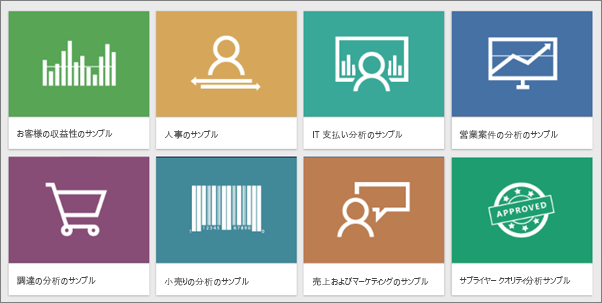 お客様の収益性のサンプル
人事のサンプル
IT 支払い分析のサンプル
営業案件の分析のサンプル
調達の分析のサンプル
12345 67890
小売りの分析のサンプル
売上およびマーケティングのサンプル
APPROVED
サプライヤー クオリティ分析サンプル